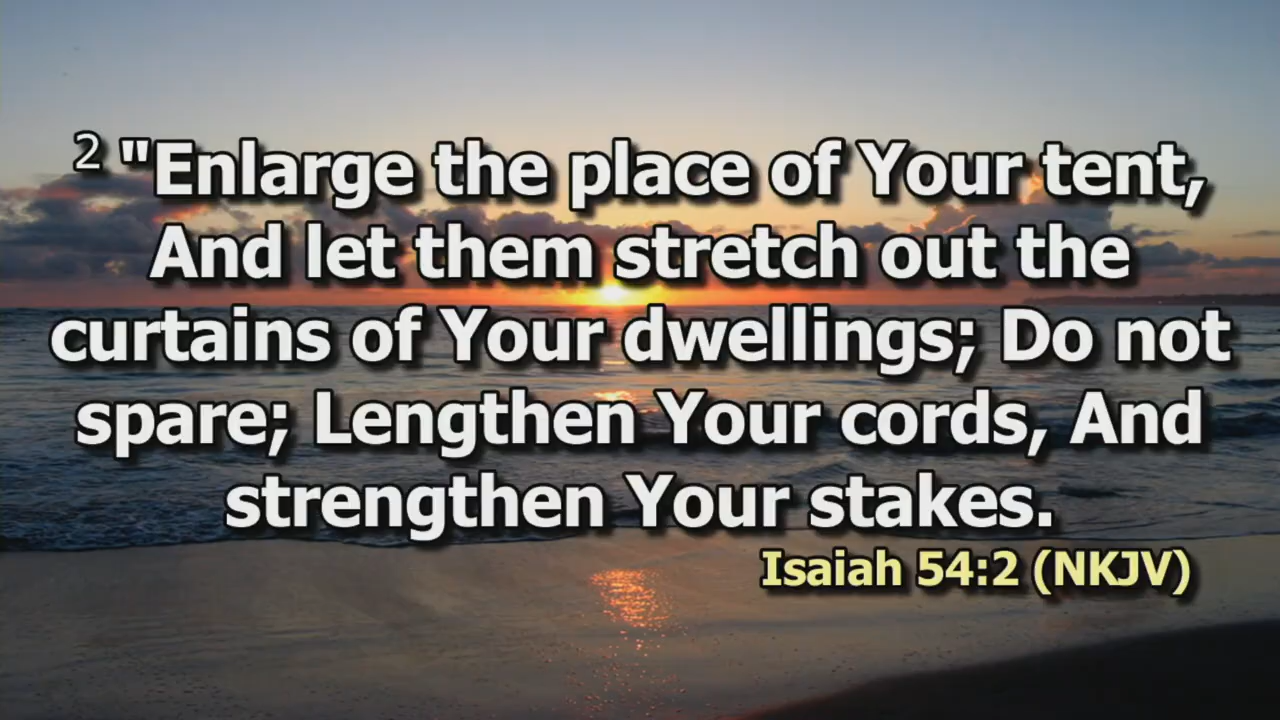 2 "Enlarge the place of Your tent,
And let them stretch out the
curtains of Your dwellings; Do not
spare; Lengthen Your cords, And
strengthen Your stakes.
Isaiah 54:2 (NKJV)